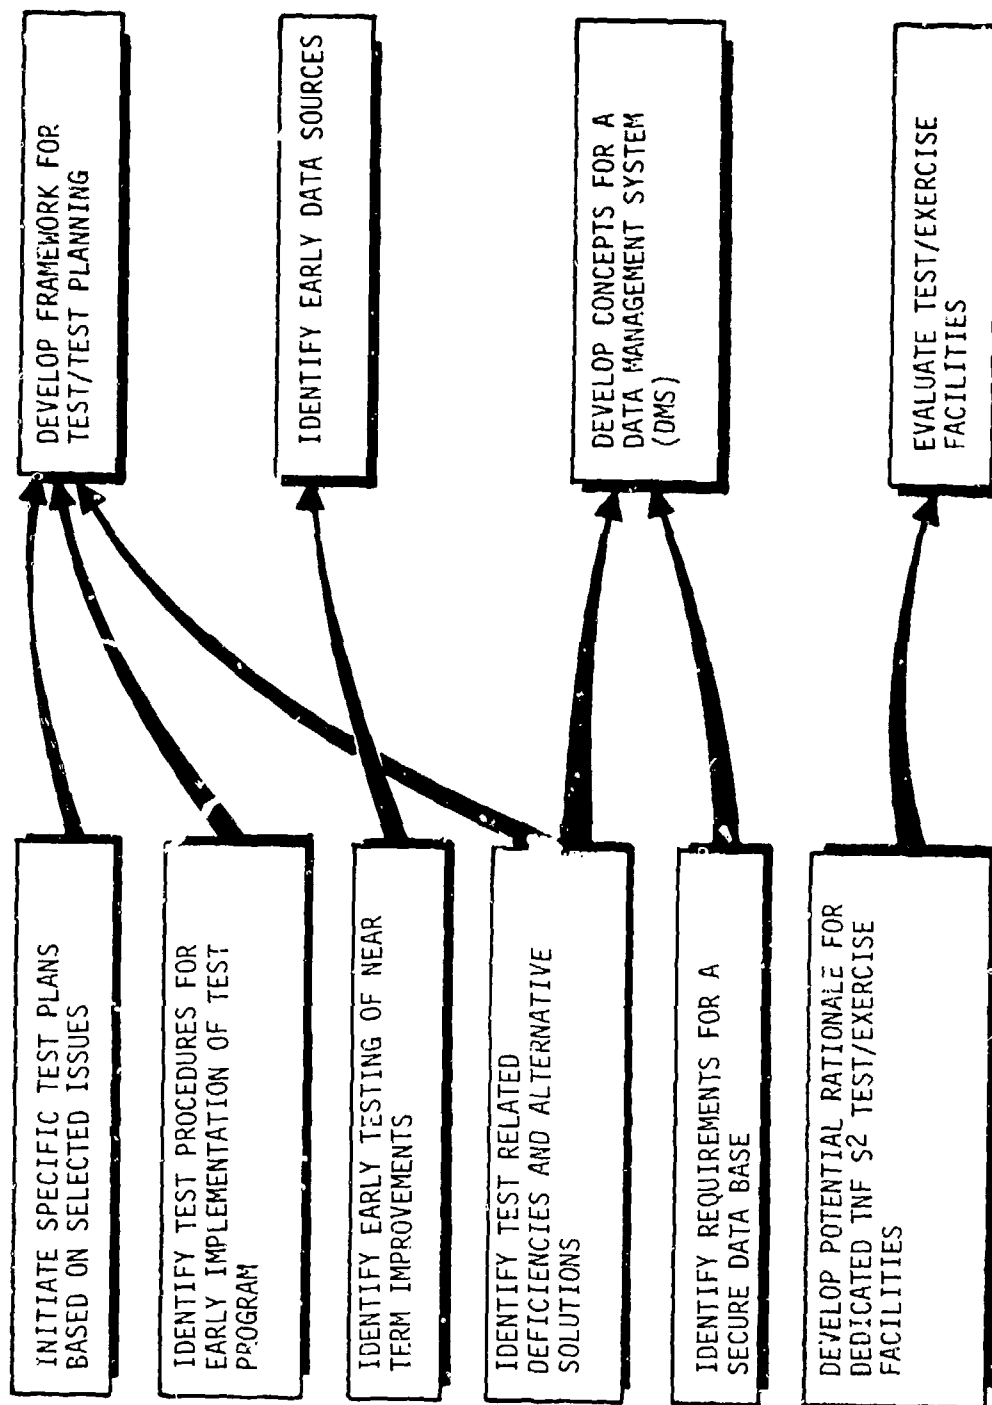 INITIATE SPECIFIC TEST PLANS
BASED ON SELECTED ISSUES
IDENTIFY TEST PROCEDURES FOR
EARLY IMPLEMENTATION OF TEST
PROGRAM
IDENTIFY EARLY TESTING OF NEAR
TERM IMPROVEMENTS
IDENTIFY TEST RELATED
DEFICIENCIES AND ALTERNATIVE
SOLUTIONS
IDENTIFY REQUIREMENTS FOR A
SECURE DATA BASE
DEVELOP POTENTIAL RATIONALE FOR
DEDICATED TNF S² TEST/EXERCISE
FACILITIES
DEVELOP FRAMEWORK FOR
TEST/TEST PLANNING
IDENTIFY EARLY DATA SOURCES
DEVELOP CONCEPTS FOR A
DATA MANAGEMENT SYSTEM
(DMS)
EVALUATE TEST/EXERCISE
FACILITIES